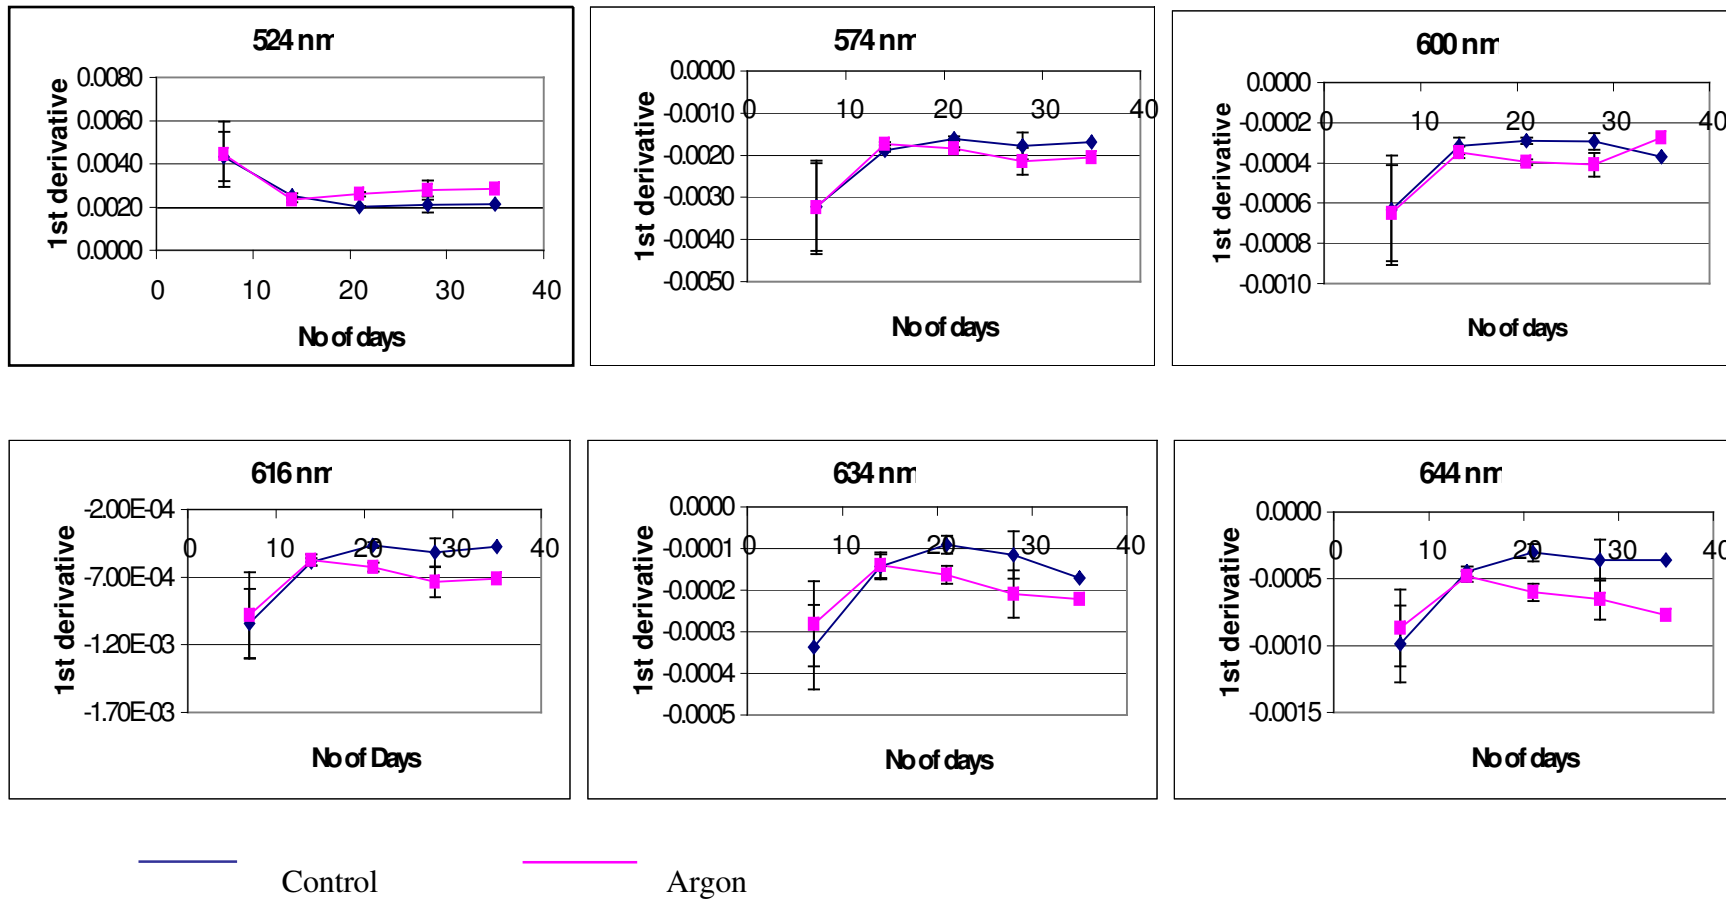 524 nm
1st derivative
0.0080
0.0060
0.0040
0.0020
0.0000
0 10 20 30 40
No of days
574 nm
1st derivative
0.0000
-0.0010
-0.0020
-0.0030
-0.0040
-0.0050
0 10 20 30 40
No of days
600 nm
1st derivative
0.0000
-0.0002
-0.0004
-0.0006
-0.0008
-0.0010
0 10 20 30 40
No of days
616 nm
1st derivative
-2.00E-04
-7.00E-04
-1.20E-03
-1.70E-03
0 10 20 30 40
No of Days
634 nm
1st derivative
0.0000
-0.0001
-0.0002
-0.0003
-0.0004
-0.0005
0 10 20 30 40
No of days
644 nm
1st derivative
0.0000
-0.0005
-0.0010
-0.0015
0 10 20 30 40
No of days
Control
Argon